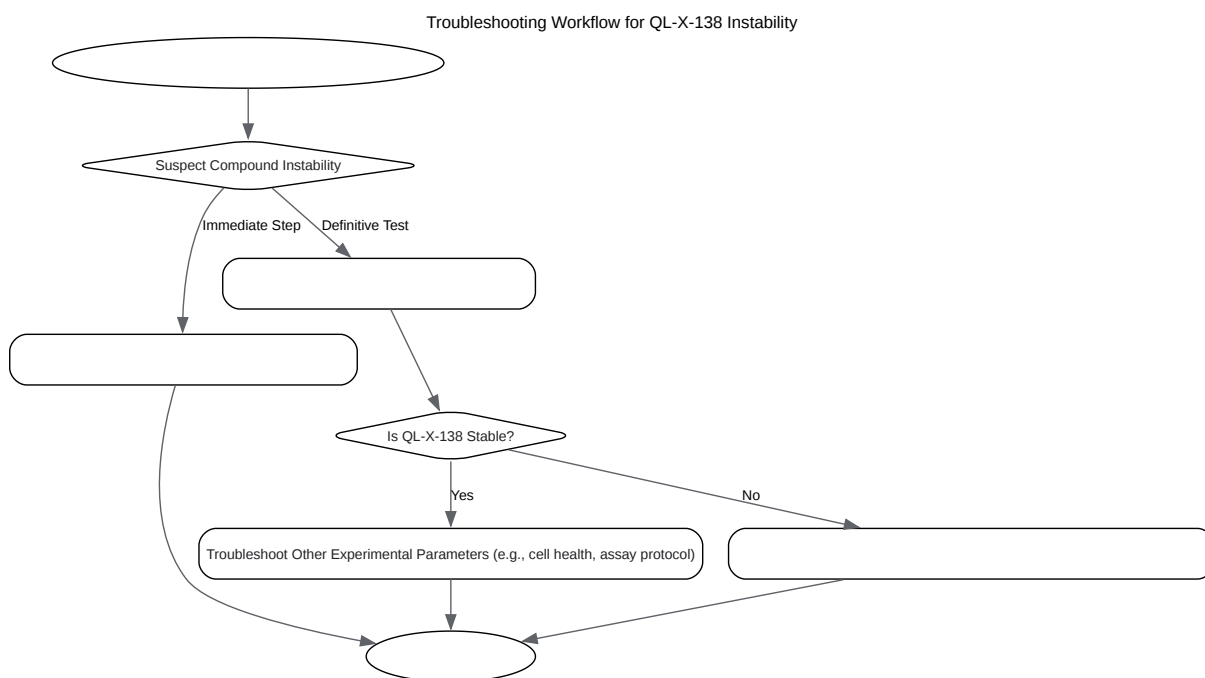 Troubleshooting Workflow for QL-X-138 Instability
Suspect Compound Instability
Immediate Step
Definitive Test
Is QL-X-138 Stable?
Yes
No
Troubleshoot Other Experimental Parameters (e.g., cell health, assay protocol)